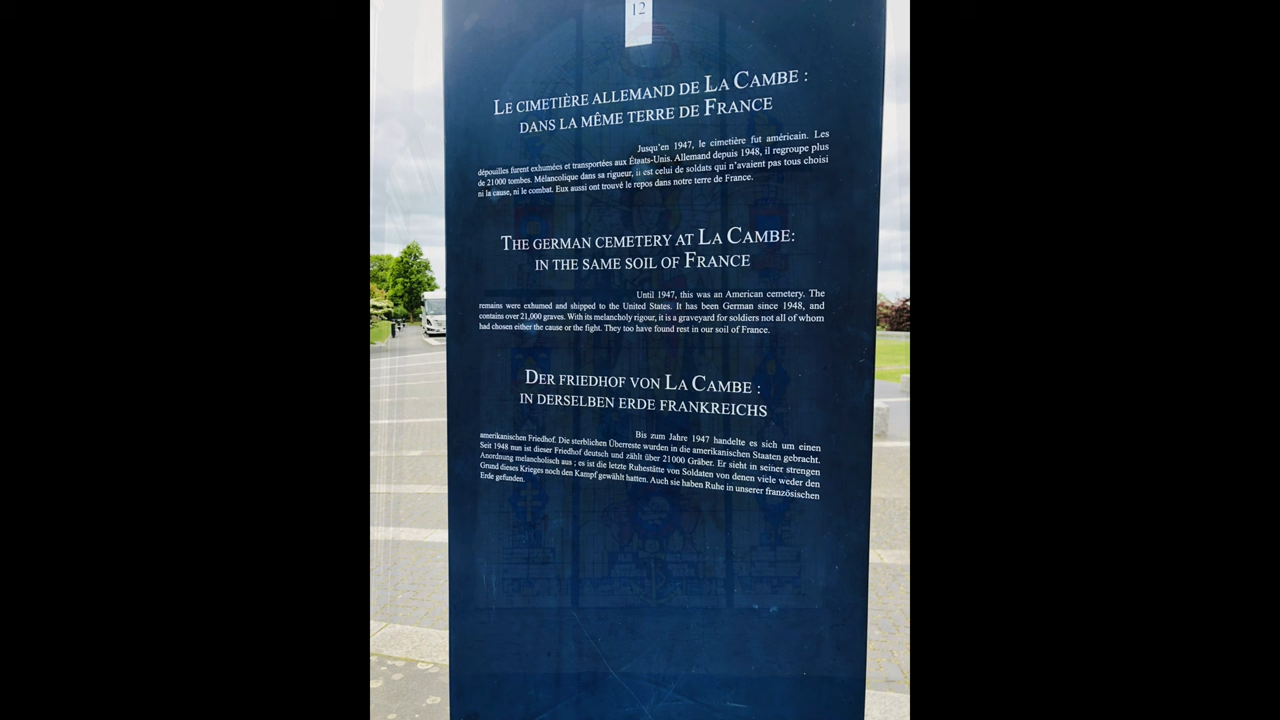 12
LE CIMETIÈRE ALLEMAND DE LA CAMBE :
DANS LA MÊME TERRE DE FRANCE
Jusqu'en 1947, le cimetière fut américain. Les
dépouilles furent exhumées et transportées aux États-Unis. Allemand depuis 1948, il regroupe plus
de 21000 tombes. Mélancolique dans sa rigueur, il est celui de soldats qui n'avaient pas tous choisi
ni la cause, ni le combat. Eux aussi ont trouvé le repos dans notre terre de France.
THE GERMAN CEMETERY AT LA CAMBE:
IN THE SAME SOIL OF FRANCE
Until 1947, this was an American cemetery. The
remains were exhumed and shipped to the United States. It has been German since 1948, and
contains over 21,000 graves. With its melancholy rigour, it is a graveyard for soldiers not all of whom
had chosen either the cause or the fight. They too have found rest in our soil of France.
DER FRIEDHOF VON LA CAMBE :
IN DERSELBEN ERDE FRANKREICHS
Bis zum Jahre 1947 handelte es sich um einen
amerikanischen Friedhof. Die sterblichen Überreste wurden in die amerikanischen Staaten gebracht.
Seit 1948 nun ist dieser Friedhof deutsch und zählt über 21000 Gräber. Er sieht in seiner strengen
Anordnung melancholisch aus ; es ist die letzte Ruhestätte von Soldaten von denen viele weder den
Grund dieses Krieges noch den Kampf gewählt hatten. Auch sie haben Ruhe in unserer französischen
Erde gefunden.